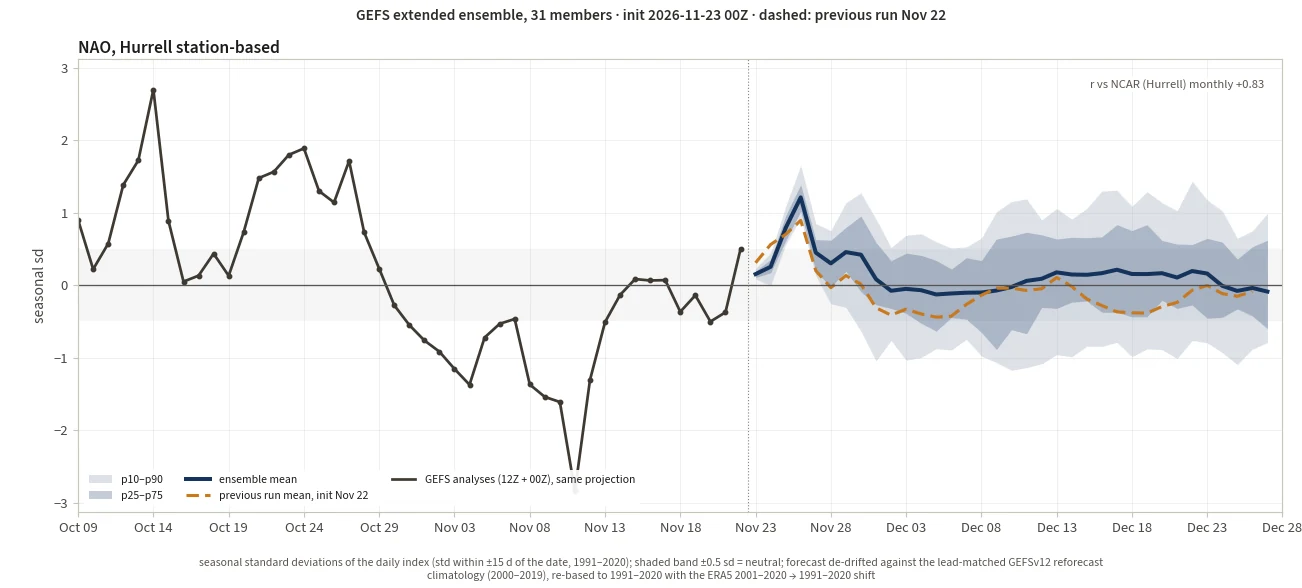 GEFS extended ensemble, 31 members · init 2026-11-23 00Z · dashed: previous run Nov 22
NAO, Hurrell station-based
r vs NCAR (Hurrell) monthly +0.83
seasonal sd
3
2
1
0
−1
−2
−3
p10–p90
p25–p75
ensemble mean
previous run mean, init Nov 22
GEFS analyses (12Z + 00Z), same projection
Oct 09 Oct 14 Oct 19 Oct 24 Oct 29 Nov 03 Nov 08 Nov 13 Nov 18 Nov 23 Nov 28 Dec 03 Dec 08 Dec 13 Dec 18 Dec 23 Dec 28
seasonal standard deviations of the daily index (std within ±15 d of the date, 1991–2020); shaded band ±0.5 sd = neutral; forecast de-drifted against the lead-matched GEFSv12 reforecast
climatology (2000–2019), re-based to 1991–2020 with the ERA5 2001–2020 → 1991–2020 shift